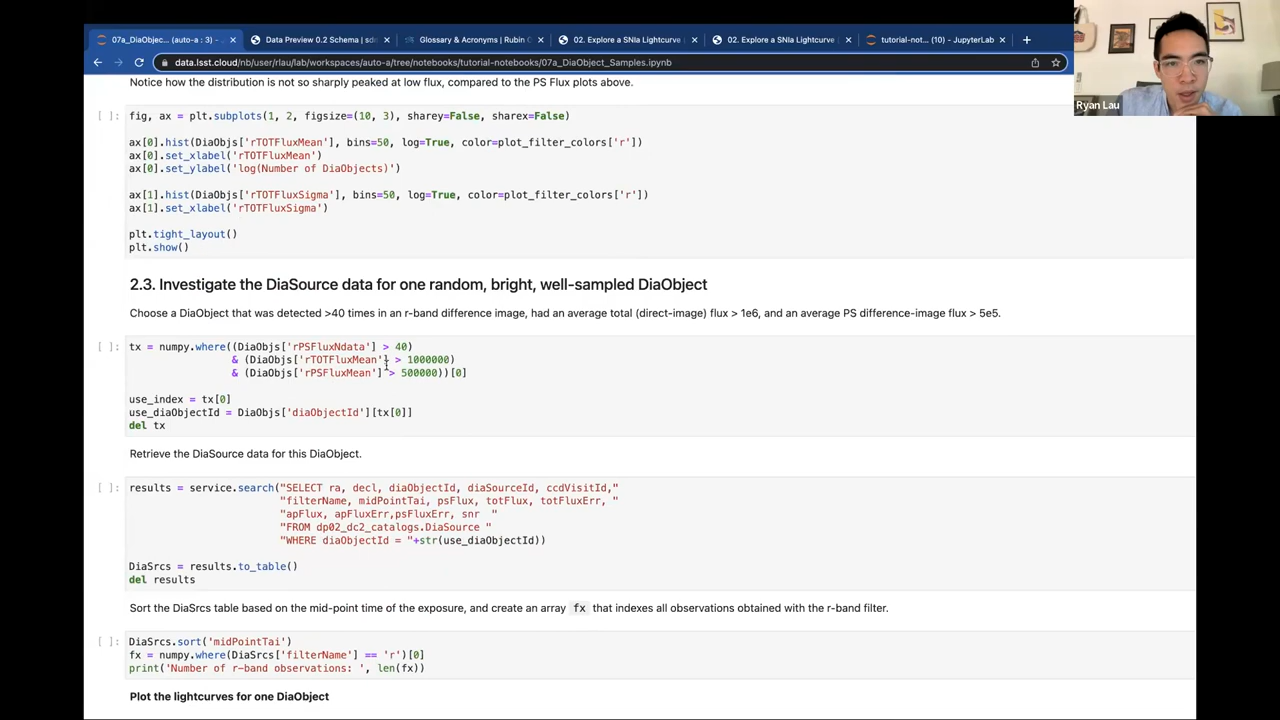 07a_DiaObjec... (auto-a : 3) - ×
Data Preview 0.2 Schema | sd ×
Glossary & Acronyms | Rubin ×
02. Explore a SNIa Lightcurve ×
02. Explore a SNIa Lightcurve ×
tutorial-not... (10) - JupyterLab ×
data.lsst.cloud/nb/user/rlau/lab/workspaces/auto-a/tree/notebooks/tutorial-notebooks/07a_DiaObject_Samples.ipynb
Ryan Lau
Notice how the distribution is not so sharply peaked at low flux, compared to the PS Flux plots above.
[ ]: fig, ax = plt.subplots(1, 2, figsize=(10, 3), sharey=False, sharex=False)
ax[0].hist(DiaObjs['rTOTFluxMean'], bins=50, log=True, color=plot_filter_colors['r'])
ax[0].set_xlabel('rTOTFluxMean')
ax[0].set_ylabel('log(Number of DiaObjects)')
ax[1].hist(DiaObjs['rTOTFluxSigma'], bins=50, log=True, color=plot_filter_colors['r'])
ax[1].set_xlabel('rTOTFluxSigma')
plt.tight_layout()
plt.show()
2.3. Investigate the DiaSource data for one random, bright, well-sampled DiaObject
Choose a DiaObject that was detected >40 times in an r-band difference image, had an average total (direct-image) flux > 1e6, and an average PS difference-image flux > 5e5.
[ ]: tx = numpy.where((DiaObjs['rPSFluxNdata'] > 40)
& (DiaObjs['rTOTFluxMean'] > 1000000)
& (DiaObjs['rPSFluxMean'] > 500000))[0]
use_index = tx[0]
use_diaObjectId = DiaObjs['diaObjectId'][tx[0]]
del tx
Retrieve the DiaSource data for this DiaObject.
[ ]: results = service.search("SELECT ra, decl, diaObjectId, diaSourceId, ccdVisitId,"
"filterName, midPointTai, psFlux, totFlux, totFluxErr, "
"apFlux, apFluxErr,psFluxErr, snr "
"FROM dp02_dc2_catalogs.DiaSource "
"WHERE diaObjectId = "+str(use_diaObjectId))
DiaSrcs = results.to_table()
del results
Sort the DiaSrcs table based on the mid-point time of the exposure, and create an array fx that indexes all observations obtained with the r-band filter.
[ ]: DiaSrcs.sort('midPointTai')
fx = numpy.where(DiaSrcs['filterName'] == 'r')[0]
print('Number of r-band observations: ', len(fx))
Plot the lightcurves for one DiaObject